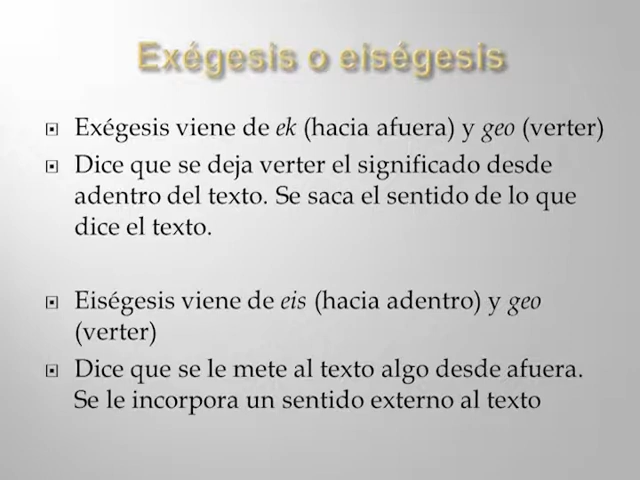 Exégesis o eiségesis
Exégesis viene de ek (hacia afuera) y geo (verter)
Dice que se deja verter el significado desde
adentro del texto. Se saca el sentido de lo que
dice el texto.
Eiségesis viene de eis (hacia adentro) y geo
(verter)
Dice que se le mete al texto algo desde afuera.
Se le incorpora un sentido externo al texto